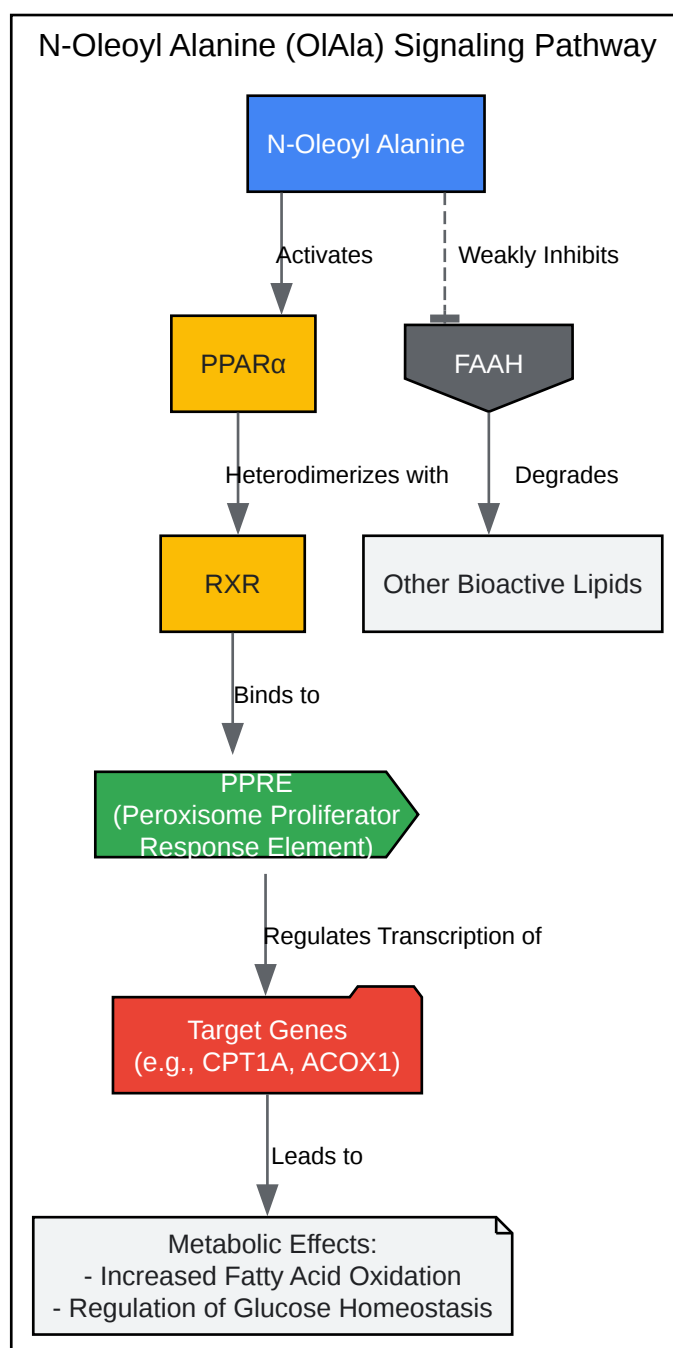 N-Oleoyl Alanine (OlAla) Signaling Pathway
N-Oleoyl Alanine
Activates
Weakly Inhibits
PPARα
FAAH
Heterodimerizes with
Degrades
RXR
Other Bioactive Lipids
Binds to
PPRE
(Peroxisome Proliferator
Response Element)
Regulates Transcription of
Target Genes
(e.g., CPT1A, ACOX1)
Leads to
Metabolic Effects:
- Increased Fatty Acid Oxidation
- Regulation of Glucose Homeostasis